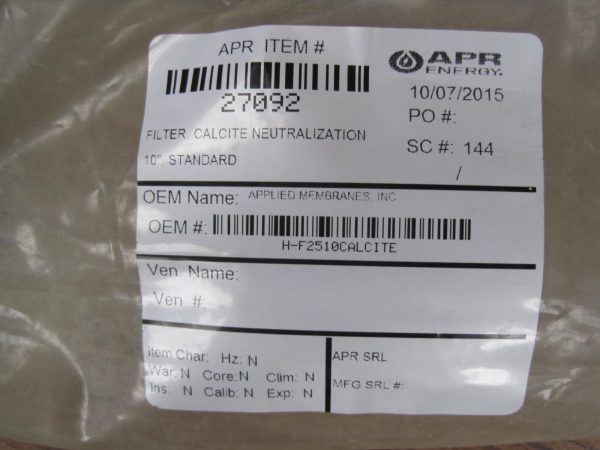 APR ITEM #
APR ENERGY.
27092
10/07/2015
PO #:
FILTER, CALCITE NEUTRALIZATION
10", STANDARD
SC #: 144
/
OEM Name: APPLIED MEMBRANES, INC
OEM #:
H-F2510CALCITE
Ven Name:
Ven #:
Item Char: Hz: N
War: N Core: N Clim: N
Ins: N Calib: N Exp: N
APR SRL
MFG SRL #: